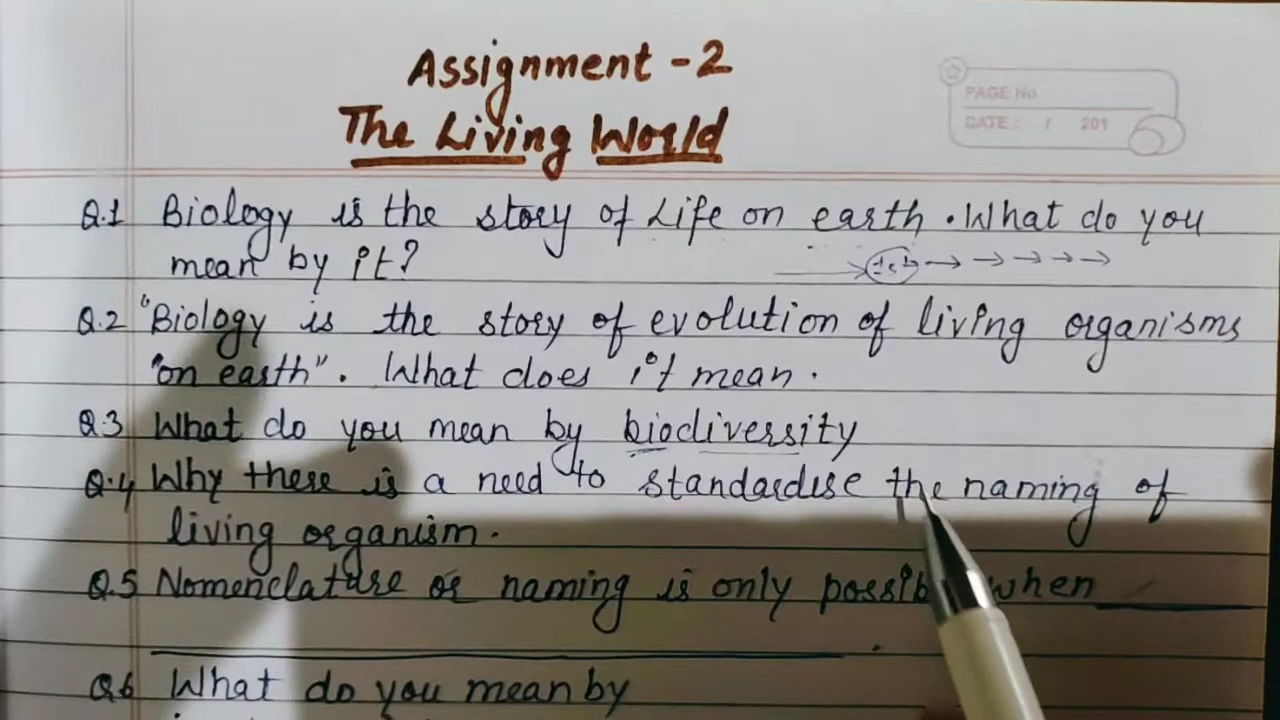 Assignment - 2
The Living World
PAGE No
DATE : / 201
Q.1 Biology is the story of Life on earth. What do you
mean by it?
Q.2 "Biology is the story of evolution of living organisms
"on earth". What does it mean.
Q.3 What do you mean by biodiversity
Q.4 Why there is a need to standardise the naming of
living organism.
Q.5 Nomenclature or naming is only when
Q6 What do you mean by